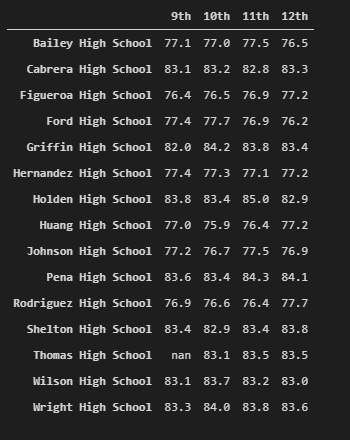 9th 10th 11th 12th
Bailey High School 77.1 77.0 77.5 76.5
Cabrera High School 83.1 83.2 82.8 83.3
Figueroa High School 76.4 76.5 76.9 77.2
Ford High School 77.4 77.7 76.9 76.2
Griffin High School 82.0 84.2 83.8 83.4
Hernandez High School 77.4 77.3 77.1 77.2
Holden High School 83.8 83.4 85.0 82.9
Huang High School 77.0 75.9 76.4 77.2
Johnson High School 77.2 76.7 77.5 76.9
Pena High School 83.6 83.4 84.3 84.1
Rodriguez High School 76.9 76.6 76.4 77.7
Shelton High School 83.4 82.9 83.4 83.8
Thomas High School nan 83.1 83.5 83.5
Wilson High School 83.1 83.7 83.2 83.0
Wright High School 83.3 84.0 83.8 83.6